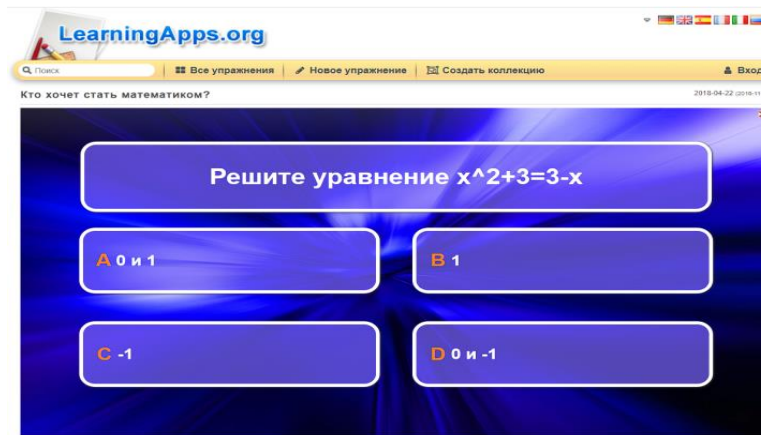 LearningApps.org
Поиск
Все упражнения
Новое упражнение
Создать коллекцию
Вход
Кто хочет стать математиком?
2018-04-22
Решите уравнение x^2+3=3-x
A 0 и 1
B 1
C -1
D 0 и -1